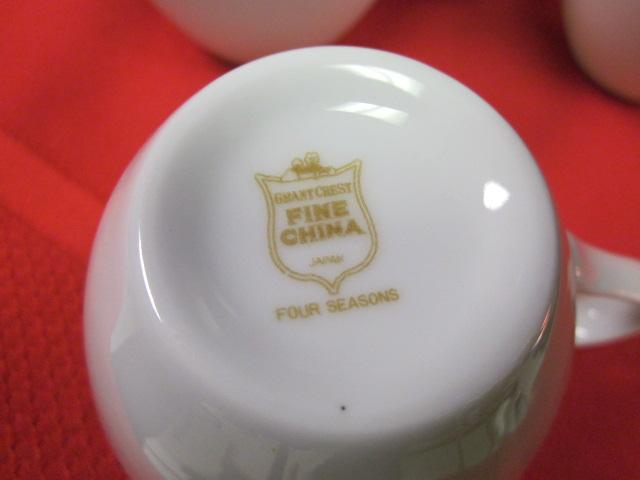 GRANT CREST
FINE
CHINA
JAPAN
FOUR SEASONS